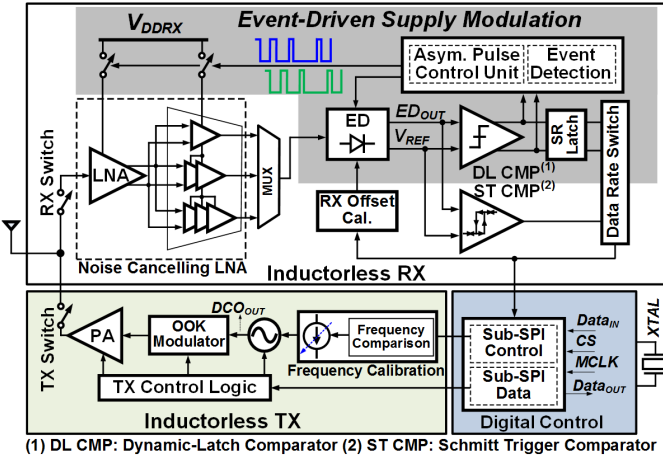 Event-Driven Supply Modulation
VDDRX
Asym. Pulse
Control Unit
Event
Detection
RX Switch
LNA
MUX
ED
EDOUT
VREF
SR
Latch
DL CMP(1)
ST CMP(2)
Data Rate Switch
RX Offset
Cal.
Noise Cancelling LNA
Inductorless RX
TX Switch
PA
OOK
Modulator
DCOOUT
Frequency
Comparison
Frequency Calibration
TX Control Logic
Inductorless TX
Sub-SPI
Control
Sub-SPI
Data
DataIN
CS
MCLK
DataOUT
XTAL
Digital Control
(1) DL CMP: Dynamic-Latch Comparator (2) ST CMP: Schmitt Trigger Comparator